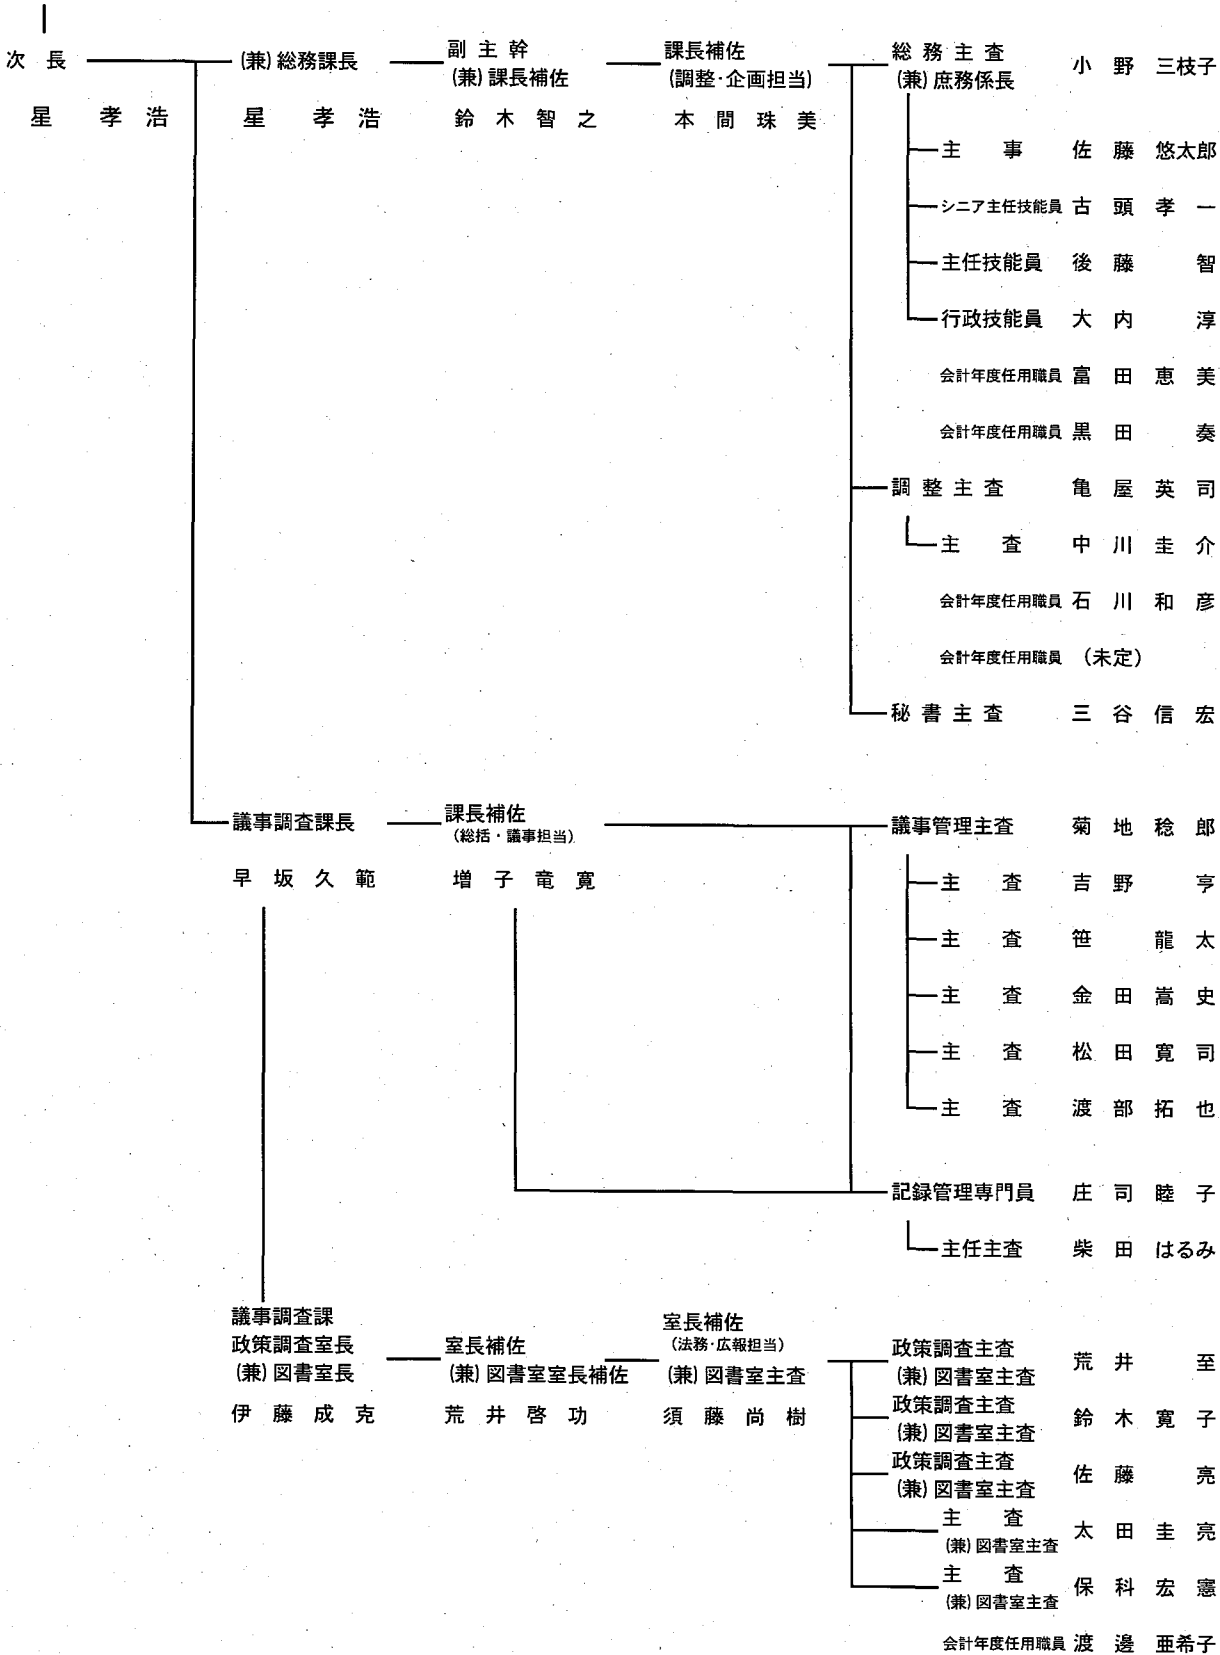 次長
星 孝浩
(兼)総務課長
星 孝浩
副主幹
(兼)課長補佐
鈴木智之
課長補佐
(調整・企画担当)
本間珠美
総務主査
(兼)庶務係長
小野 三枝子
主事 佐藤 悠太郎
シニア主任技能員 古頭孝一
主任技能員 後藤 智
行政技能員 大内 淳
会計年度任用職員 富田恵美
会計年度任用職員 黒田 奏
調整主査 亀屋英司
主査 中川圭介
会計年度任用職員 石川和彦
会計年度任用職員 (未定)
秘書主査 三谷信宏
議事調査課長
早坂久範
課長補佐
(総括・議事担当)
増子竜寛
議事管理主査 菊地稔郎
主査 吉野 亨
主査 笹 龍太
主査 金田嵩史
主査 松田寛司
主査 渡部拓也
記録管理専門員 庄司睦子
主任主査 柴田 はるみ
議事調査課
政策調査室長
(兼)図書室長
伊藤成克
室長補佐
(兼)図書室室長補佐
荒井啓功
室長補佐
(法務・広報担当)
(兼)図書室主査
須藤尚樹
政策調査主査
(兼)図書室主査
荒井 至
政策調査主査
(兼)図書室主査
鈴木寛子
政策調査主査
(兼)図書室主査
佐藤 亮
主査
(兼)図書室主査
太田圭亮
主査
(兼)図書室主査
保科宏憲
会計年度任用職員 渡邊 亜希子